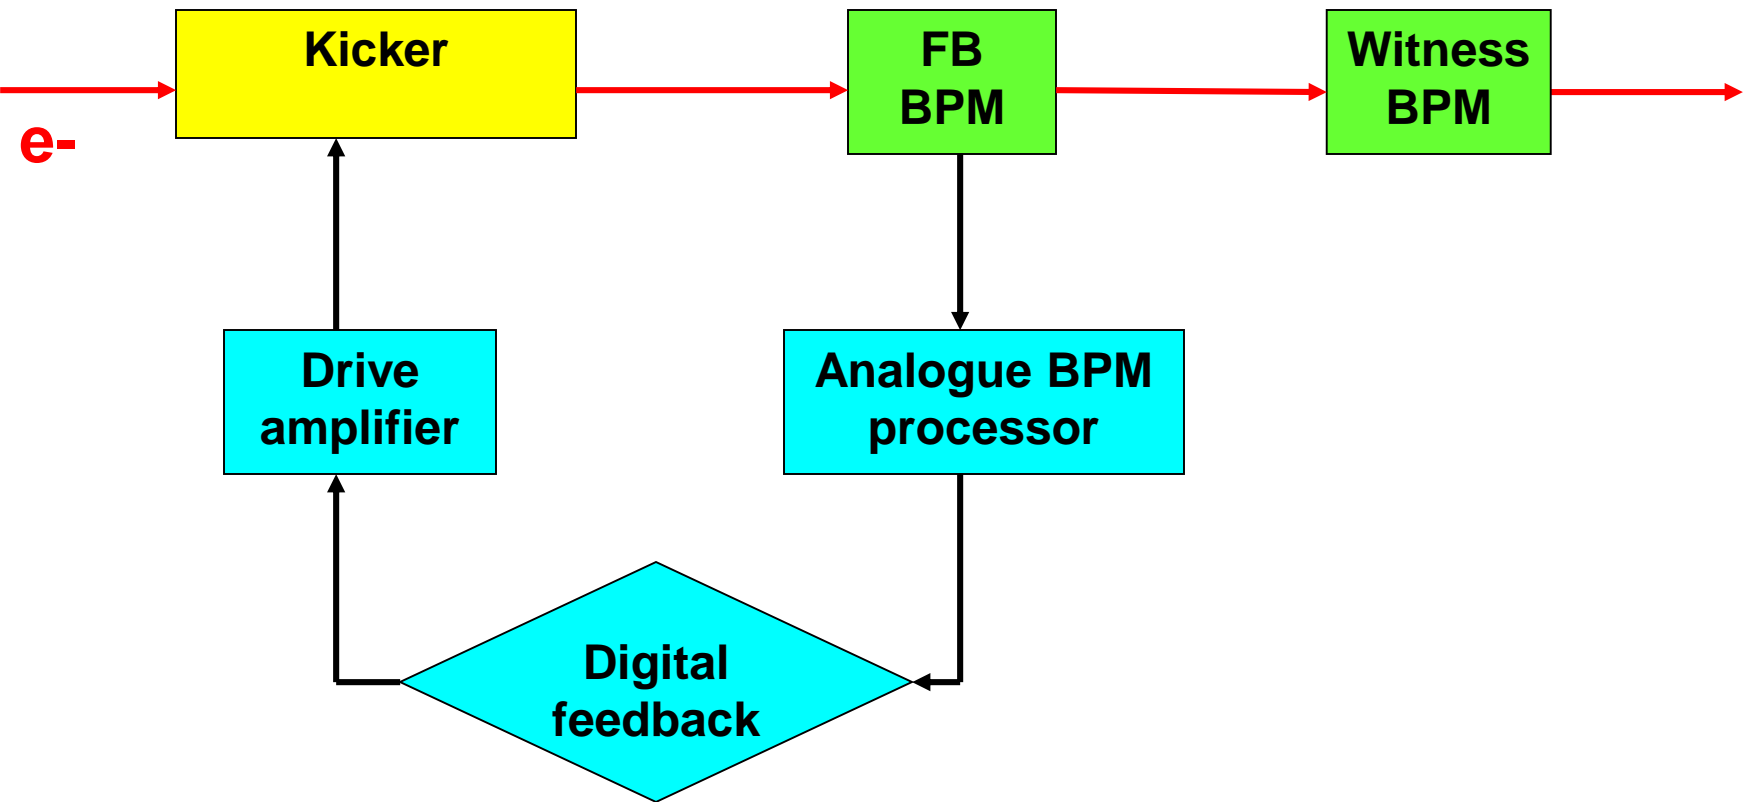 Kicker
FB
BPM
Witness
BPM
e-
Drive
amplifier
Analogue BPM
processor
Digital
feedback